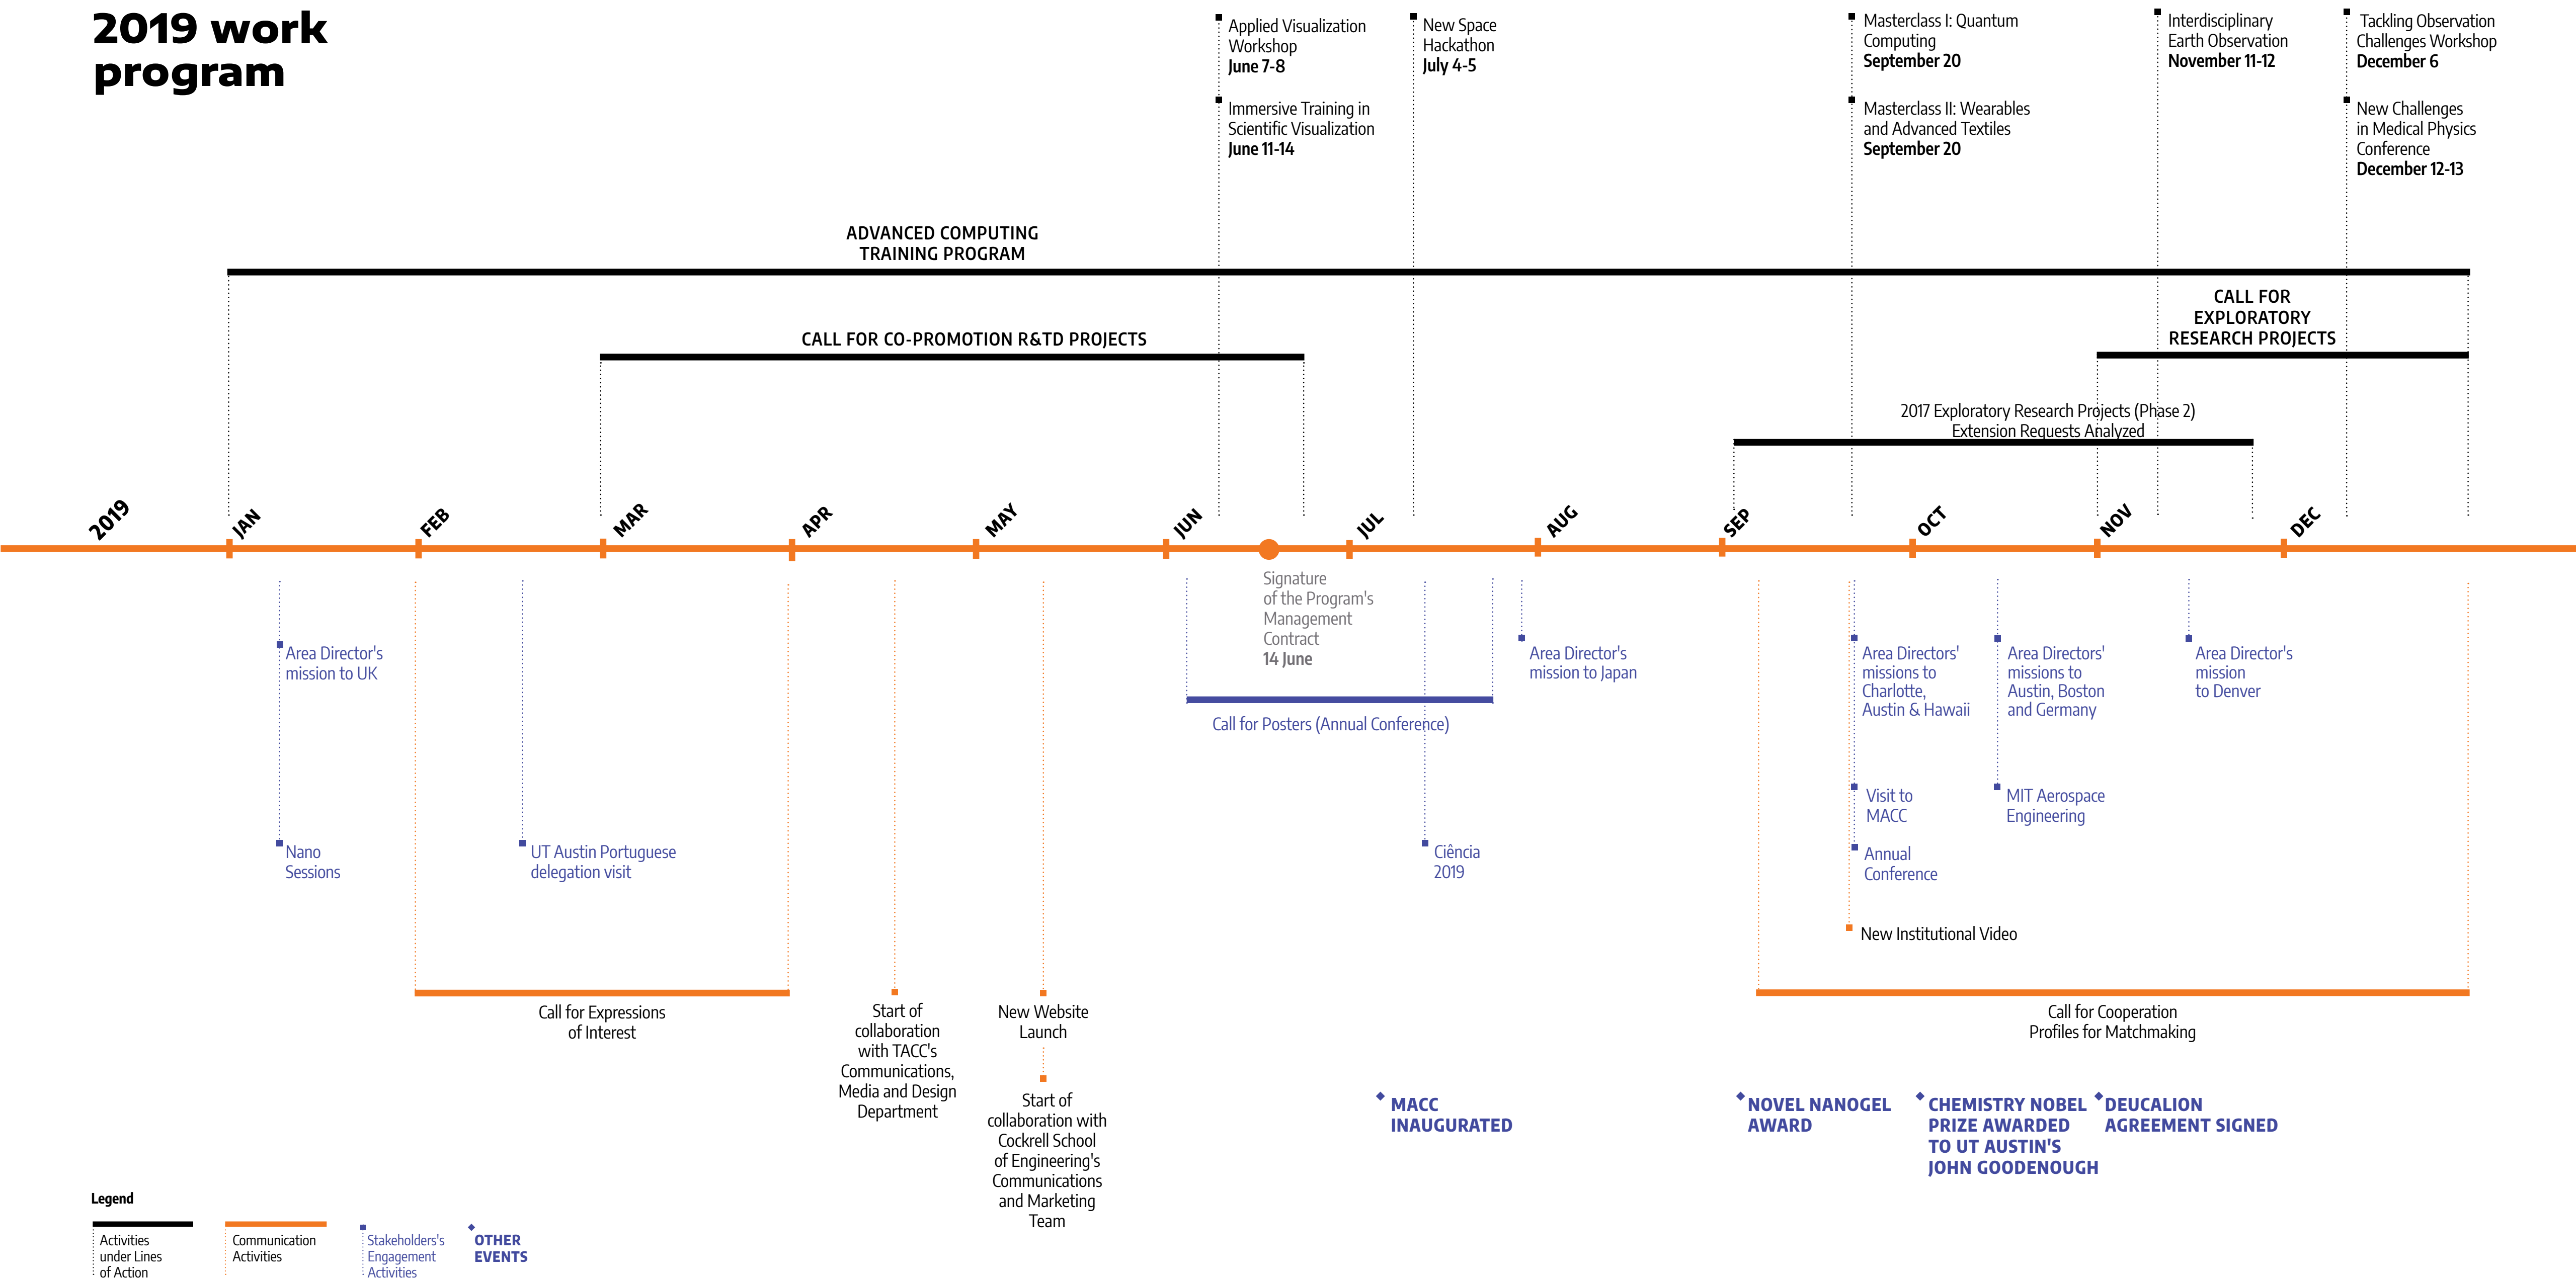 2019 work
program
Applied Visualization
Workshop
June 7-8
Immersive Training in
Scientific Visualization
June 11-14
New Space
Hackathon
July 4-5
Masterclass I: Quantum
Computing
September 20
Masterclass II: Wearables
and Advanced Textiles
September 20
Interdisciplinary
Earth Observation
November 11-12
Tackling Observation
Challenges Workshop
December 6
New Challenges
in Medical Physics
Conference
December 12-13
ADVANCED COMPUTING
TRAINING PROGRAM
CALL FOR CO-PROMOTION R&TD PROJECTS
CALL FOR
EXPLORATORY
RESEARCH PROJECTS
2017 Exploratory Research Projects (Phase 2)
Extension Requests Analyzed
2019
JAN
FEB
MAR
APR
MAY
JUN
JUL
AUG
SEP
OCT
NOV
DEC
Area Director's
mission to UK
Nano
Sessions
UT Austin Portuguese
delegation visit
Signature
of the Program's
Management
Contract
14 June
Call for Posters (Annual Conference)
Ciência
2019
Area Director's
mission to Japan
Area Directors'
missions to
Charlotte,
Austin & Hawaii
Visit to
MACC
Annual
Conference
New Institutional Video
Area Directors'
missions to
Austin, Boston
and Germany
MIT Aerospace
Engineering
Area Director's
mission
to Denver
Call for Expressions
of Interest
Start of
collaboration
with TACC's
Communications,
Media and Design
Department
New Website
Launch
Start of
collaboration with
Cockrell School
of Engineering's
Communications
and Marketing
Team
Call for Cooperation
Profiles for Matchmaking
MACC
INAUGURATED
NOVEL NANOGEL
AWARD
CHEMISTRY NOBEL
PRIZE AWARDED
TO UT AUSTIN'S
JOHN GOODENOUGH
DEUCALION
AGREEMENT SIGNED
Legend
Activities
under Lines
of Action
Communication
Activities
Stakeholders's
Engagement
Activities
OTHER
EVENTS